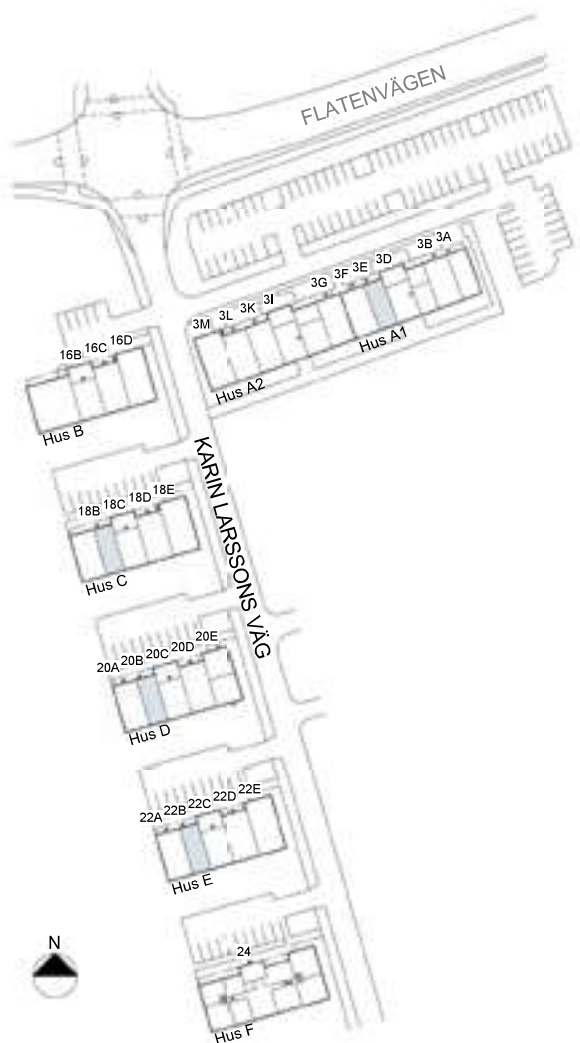 FLATENVÄGEN
3M
3L
3K
3I
3G
3F
3E
3D
3B
3A
Hus A1
Hus A2
16B
16C
16D
Hus B
KARIN LARSSONS VÄG
18B
18C
18D
18E
Hus C
20A
20B
20C
20D
20E
Hus D
22A
22B
22C
22D
22E
Hus E
24
Hus F
N